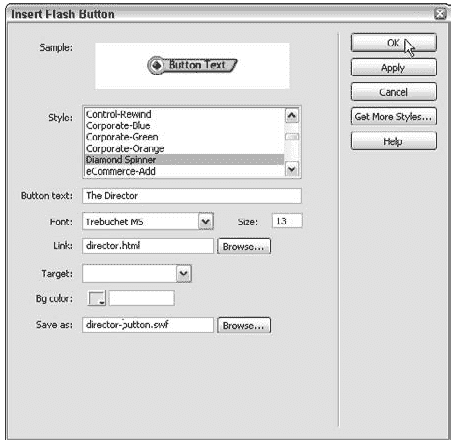 Insert Flash Button
Sample:
Button Text
OK
Apply
Cancel
Get More Styles...
Help
Style:
Control-Rewind
Corporate-Blue
Corporate-Green
Corporate-Orange
Diamond Spinner
eCommerce-Add
Button text: The Director
Font: Trebuchet MS Size: 13
Link: director.html Browse...
Target:
By color:
Save as: director-button.swf Browse...